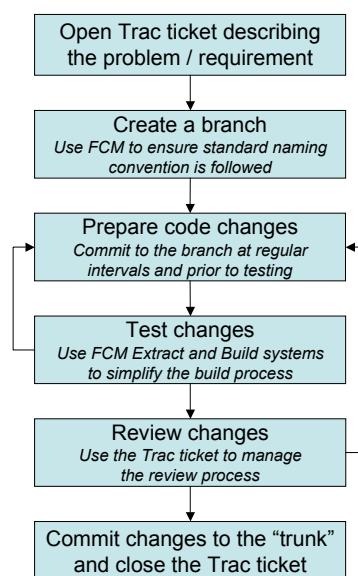 Open Trac ticket describing
the problem / requirement
Create a branch
Use FCM to ensure standard naming
convention is followed
Prepare code changes
Commit to the branch at regular
intervals and prior to testing
Test changes
Use FCM Extract and Build systems
to simplify the build process
Review changes
Use the Trac ticket to manage
the review process
Commit changes to the “trunk”
and close the Trac ticket